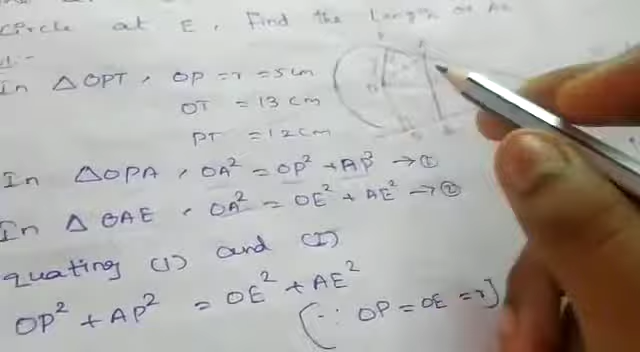 circle at E, Find the Length of AE
In △OPT, OP = r = 5cm
OT = 13 cm
PT = 12cm
In △OPA, OA² = OP² + AP² → ①
In △OAE, OA² = OE² + AE² → ②
quating (1) and (I)
OP² + AP² = OE² + AE²
[∵ OP = OE = r]